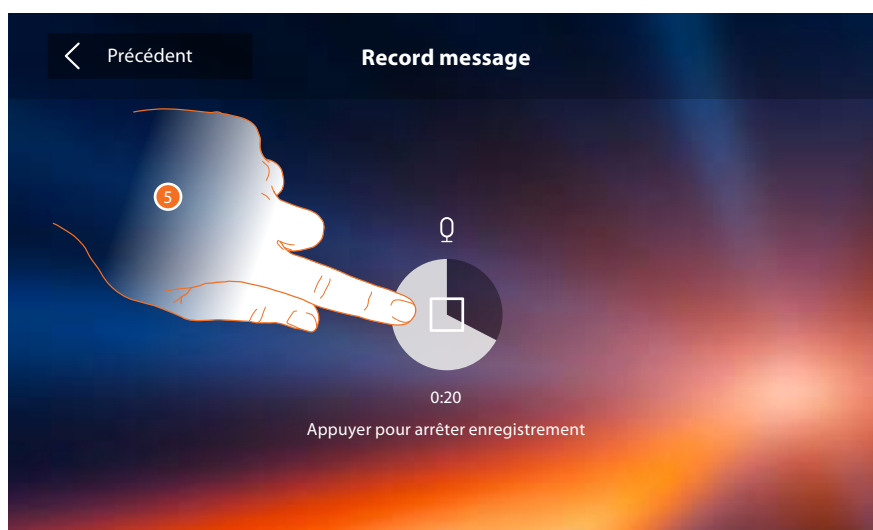 Précédent
Record message
5
0:20
Appuyer pour arrêter enregistrement